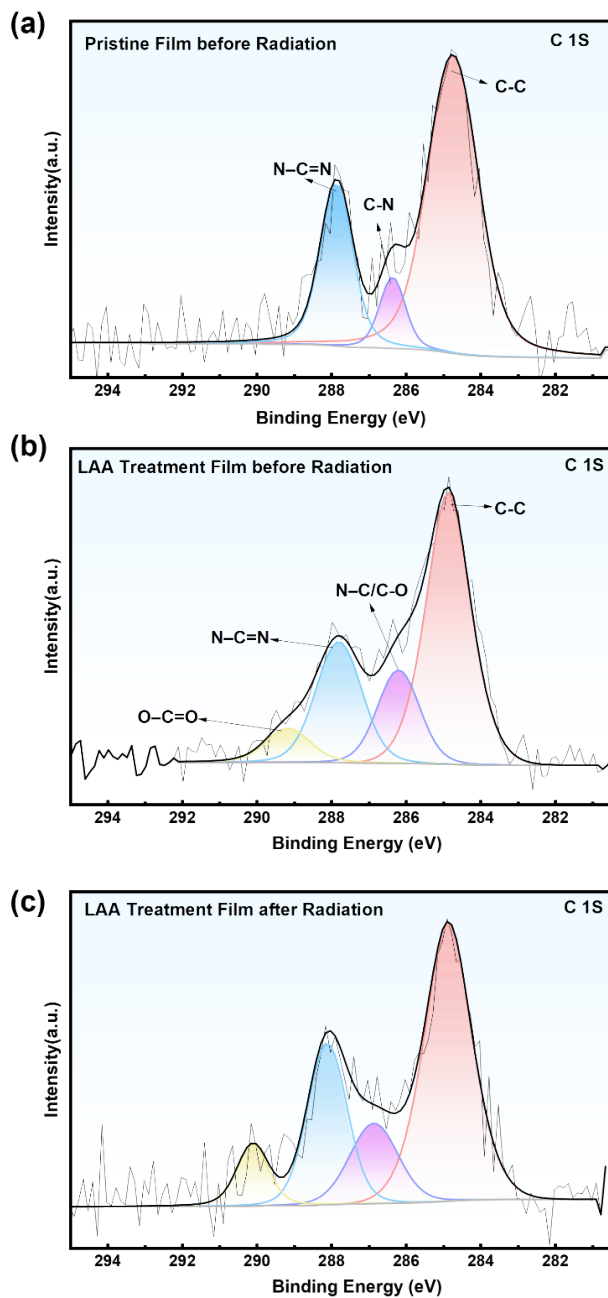 (a)
Pristine Film before Radiation
C 1S
C-C
N–C=N
C-N
Intensity(a.u.)
294 292 290 288 286 284 282
Binding Energy (eV)
(b)
LAA Treatment Film before Radiation
C 1S
C-C
N–C/C-O
N–C=N
O–C=O
Intensity(a.u.)
294 292 290 288 286 284 282
Binding Energy (eV)
(c)
LAA Treatment Film after Radiation
C 1S
Intensity(a.u.)
294 292 290 288 286 284 282
Binding Energy (eV)